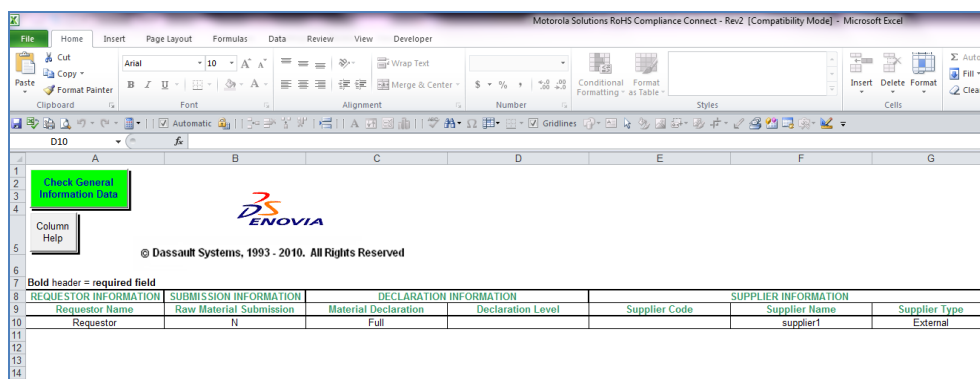 Motorola Solutions RoHS Compliance Connect - Rev2 [Compatibility Mode] - Microsoft Excel
File Home Insert Page Layout Formulas Data Review View Developer
Cut
Copy
Format Painter
Paste
Arial 10
Wrap Text
Merge & Center
Conditional Formatting
Format as Table
Insert Delete Format
Auto
Fill
Clea
Clipboard Font Alignment Number Styles Cells
Automatic Gridlines
D10 fx
A B C D E F G
1
2
3
4
Check General Information Data
DS ENOVIA
Column Help
5 © Dassault Systems, 1993 - 2010. All Rights Reserved
6
7 Bold header = required field
8 REQUESTOR INFORMATION SUBMISSION INFORMATION DECLARATION INFORMATION SUPPLIER INFORMATION
9 Requestor Name Raw Material Submission Material Declaration Declaration Level Supplier Code Supplier Name Supplier Type
10 Requestor N Full supplier1 External
11
12
13
14